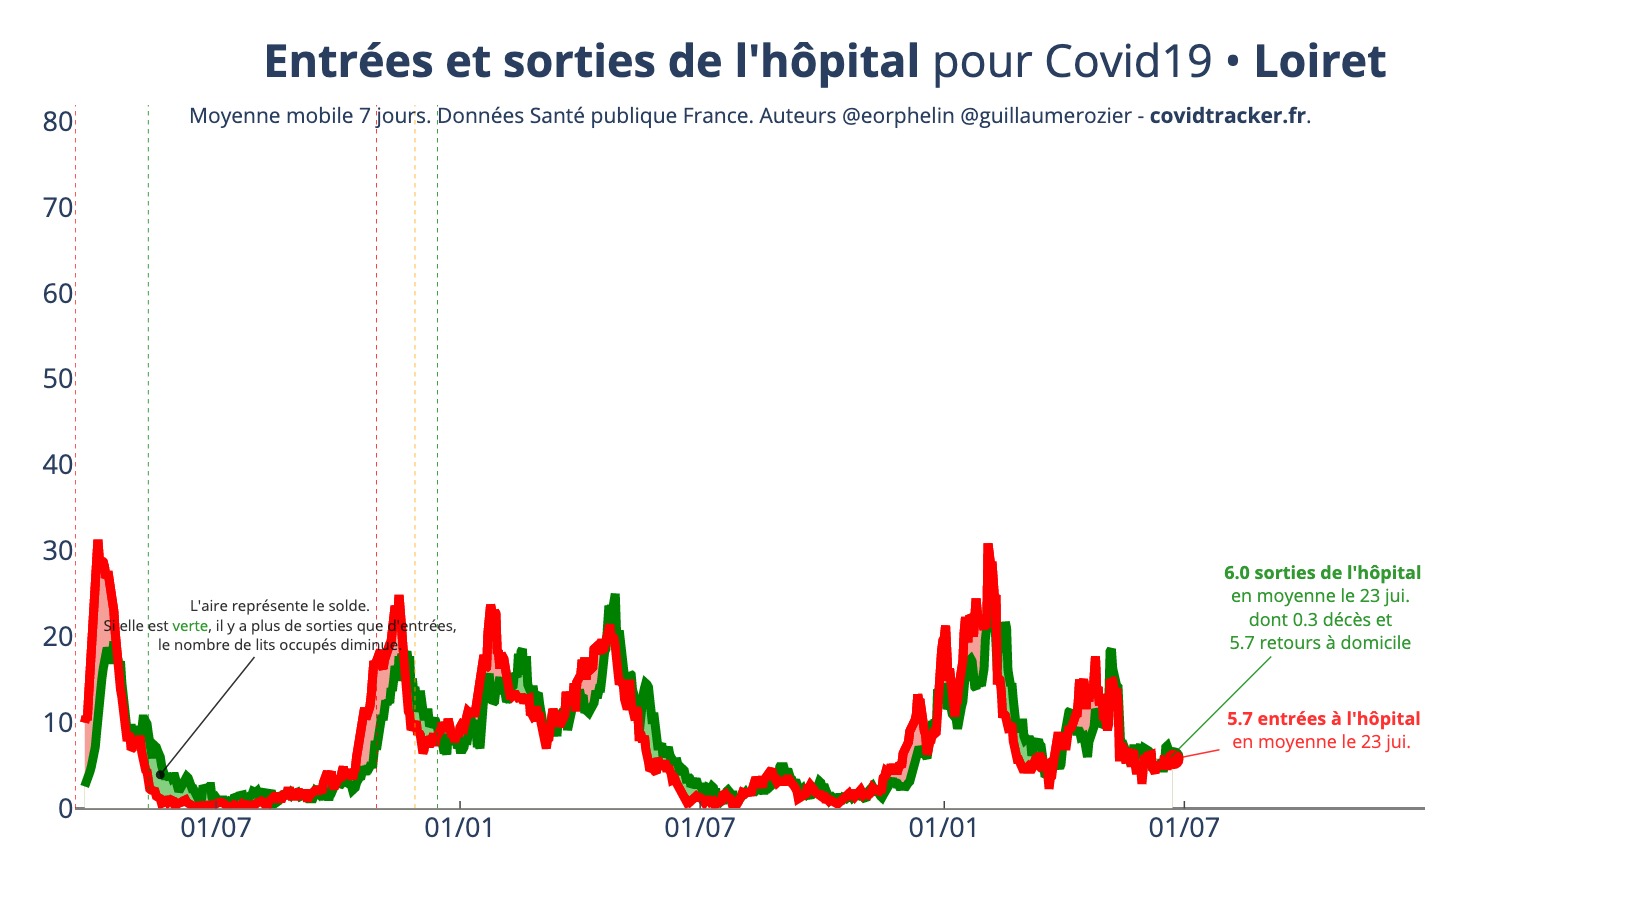 Entrées et sorties de l'hôpital pour Covid19 • Loiret
Moyenne mobile 7 jours. Données Santé publique France. Auteurs @eorphelin @guillaumerozier - covidtracker.fr.
80
70
60
50
40
30
20
10
0
L'aire représente le solde.
Si elle est verte, il y a plus de sorties que d'entrées,
le nombre de lits occupés diminue.
6.0 sorties de l'hôpital
en moyenne le 23 jui.
dont 0.3 décès et
5.7 retours à domicile
5.7 entrées à l'hôpital
en moyenne le 23 jui.
01/07 01/01 01/07 01/01 01/07